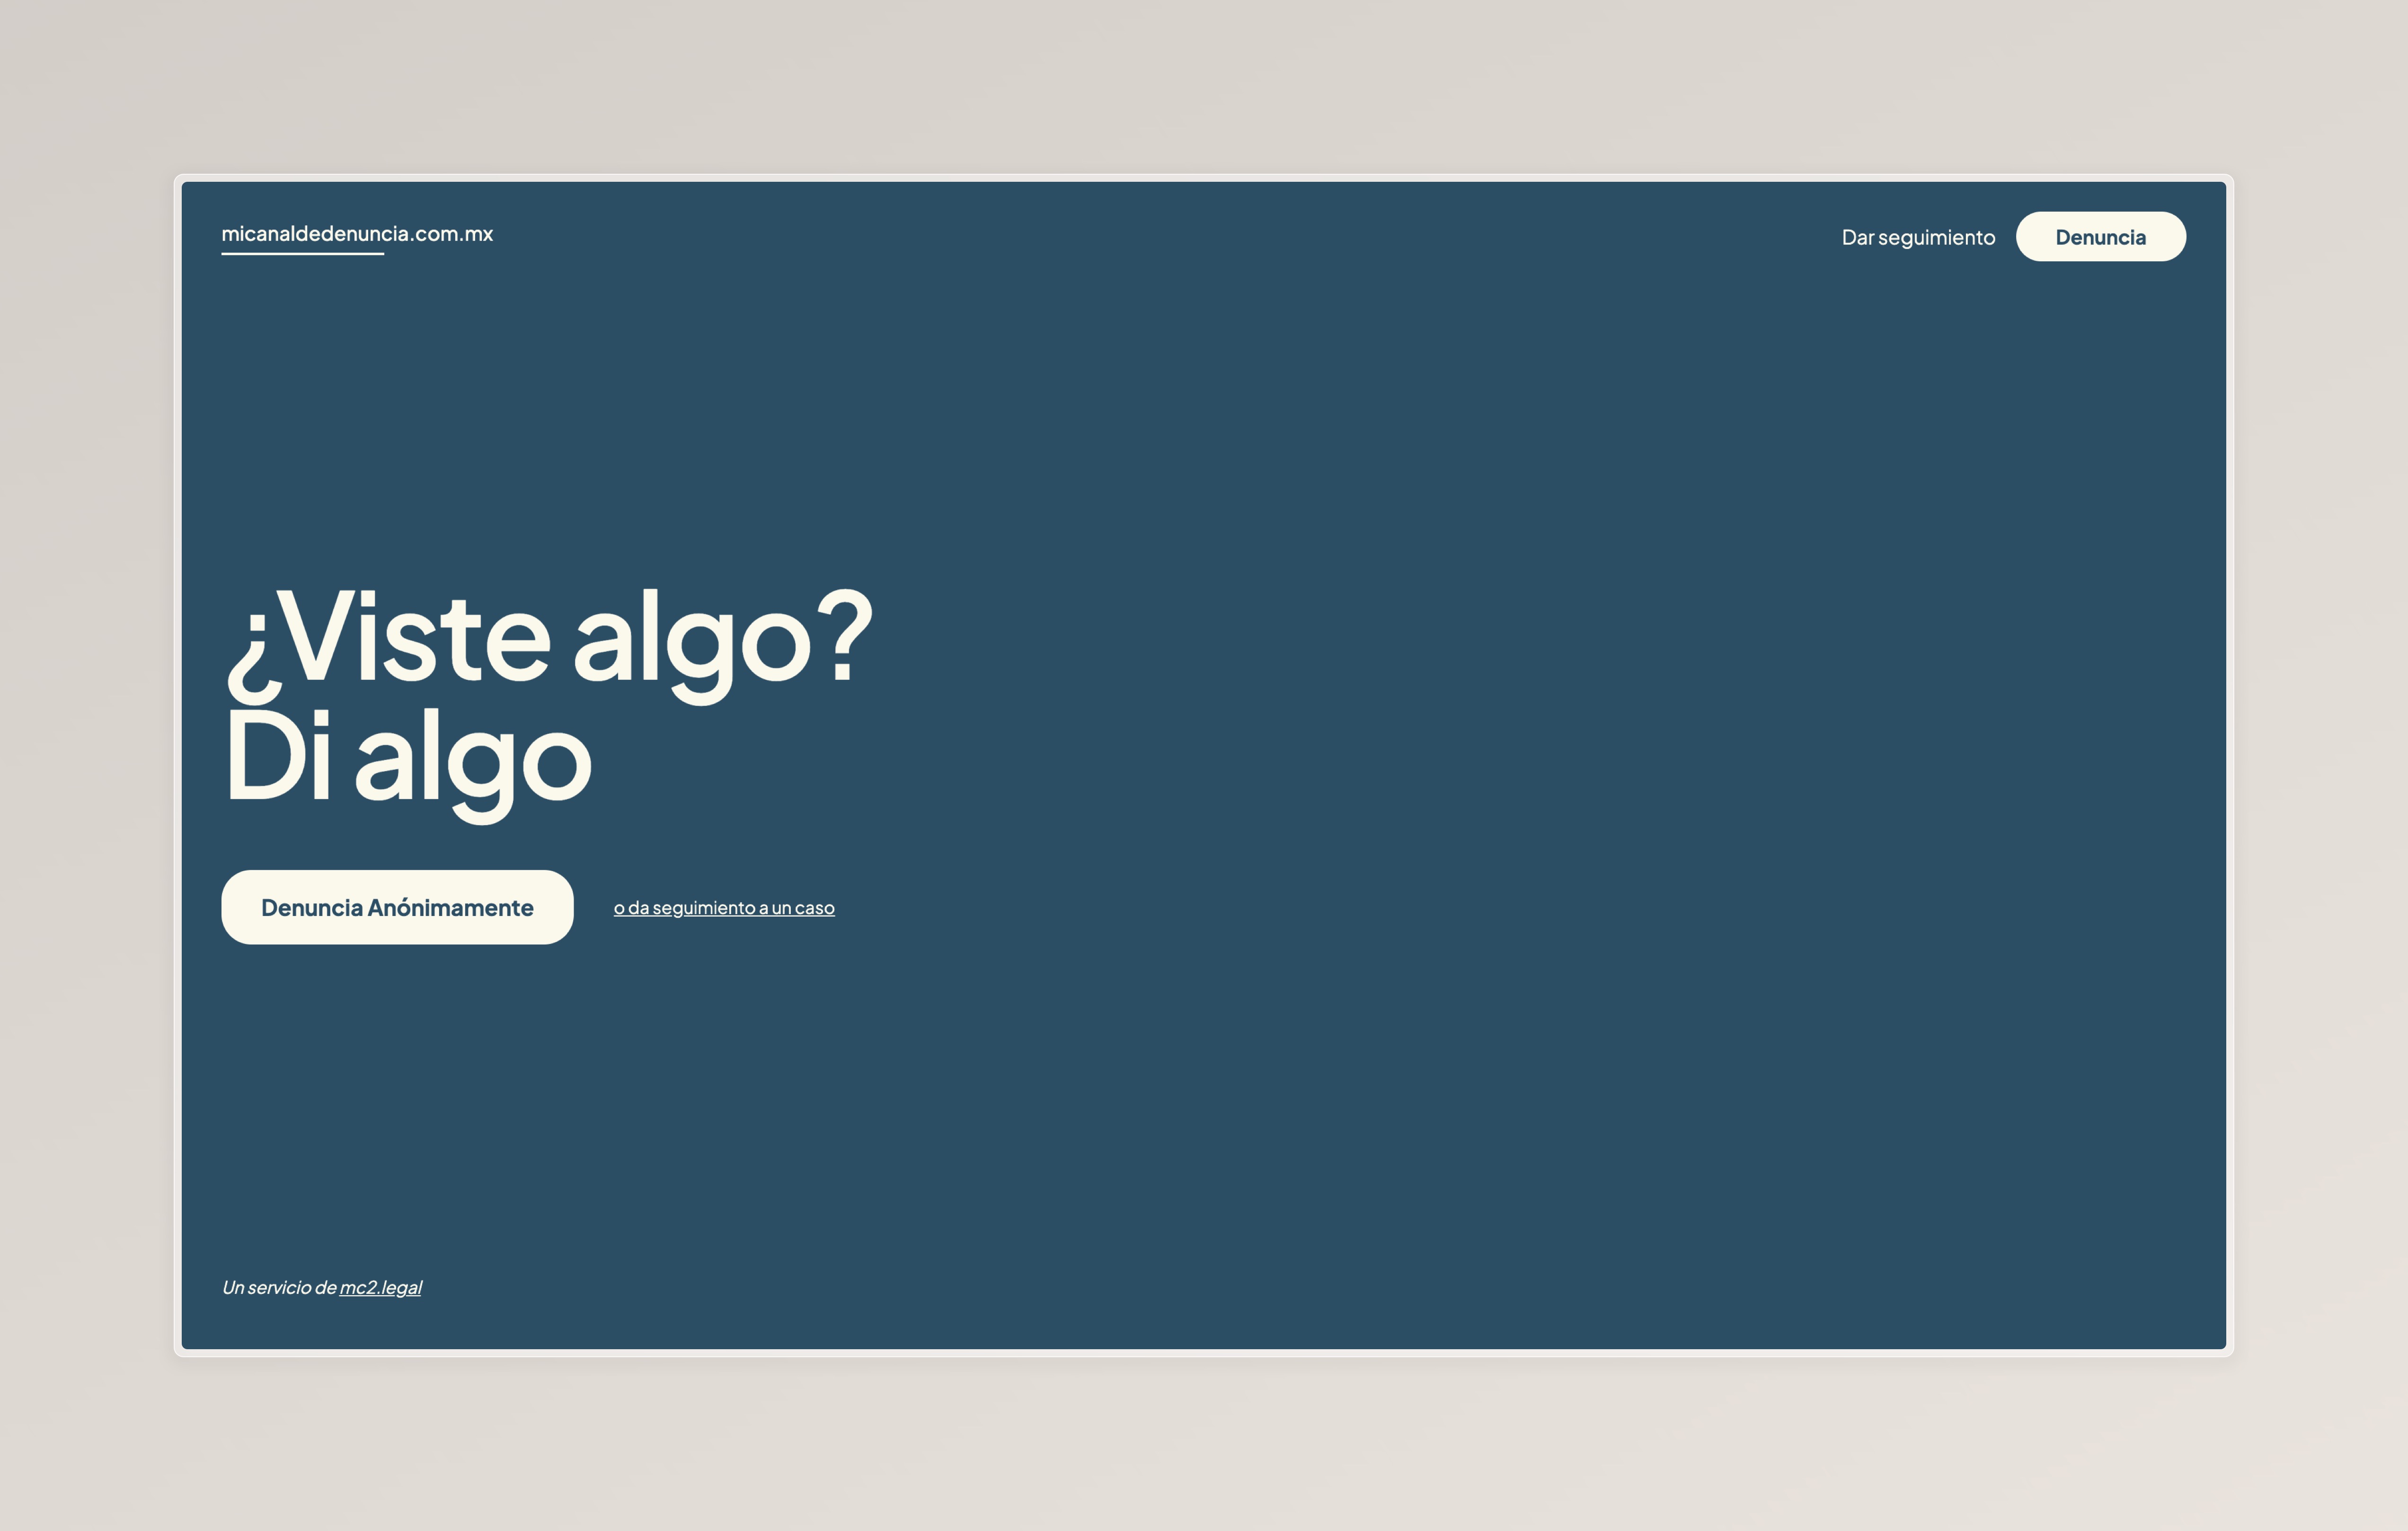 micanaldedenuncia.com.mx
Dar seguimiento
Denuncia
¿Viste algo?
Di algo
Denuncia Anónimamente
o da seguimiento a un caso
Un servicio de mc2.legal